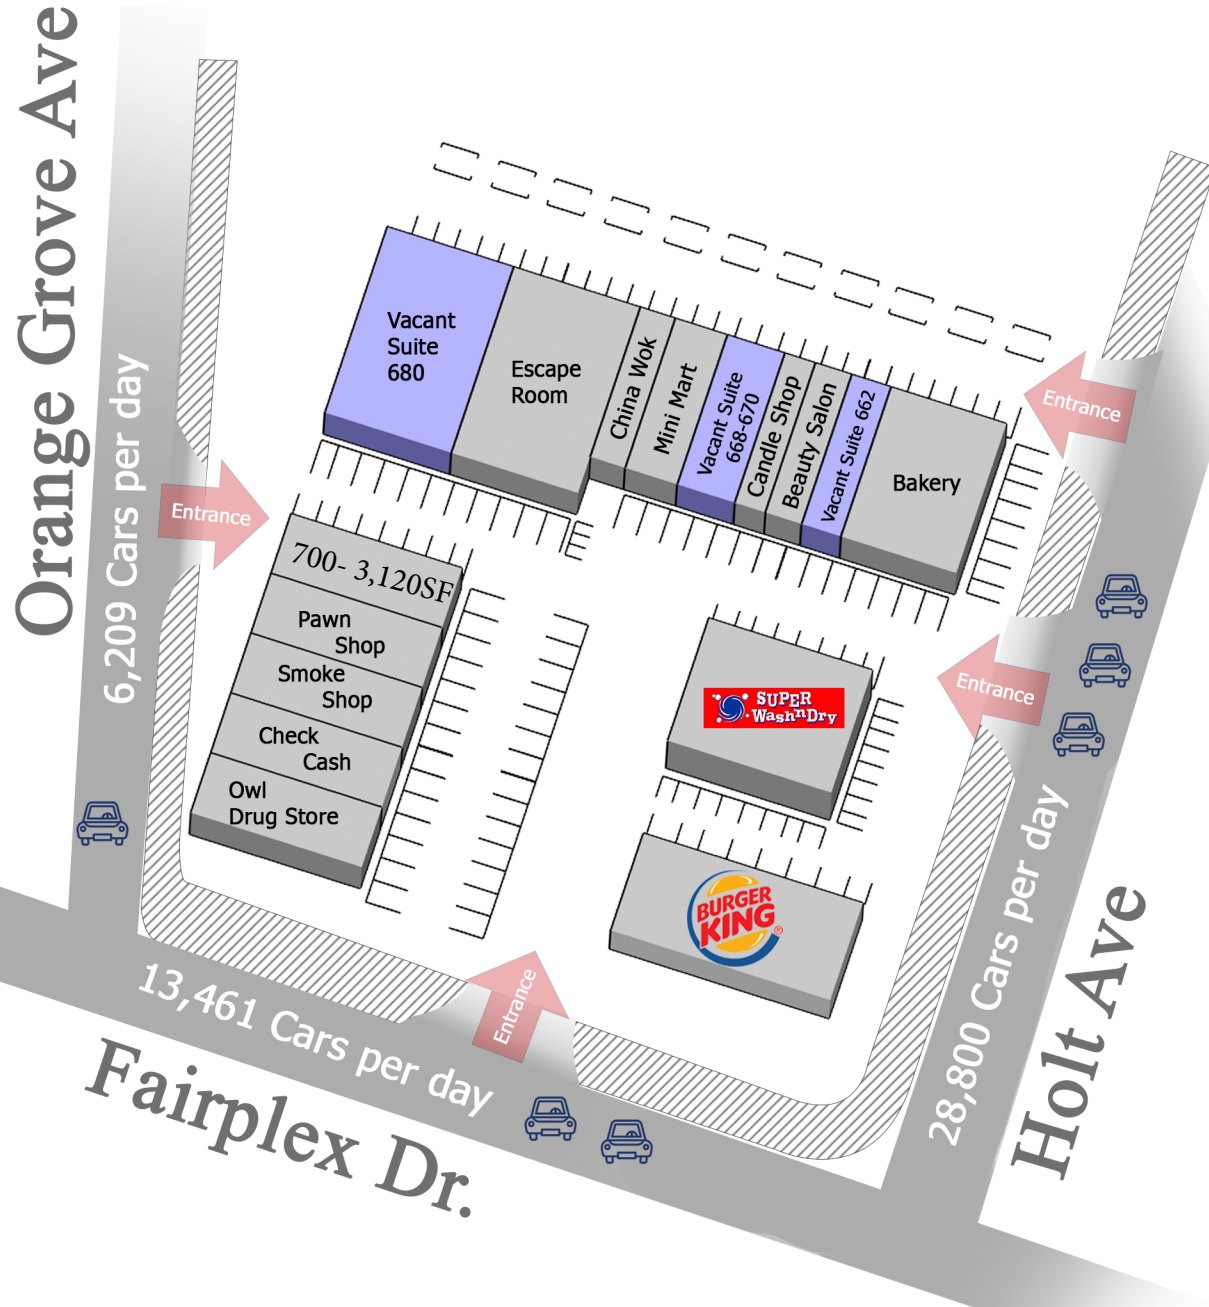 Orange Grove Ave
6,209 Cars per day
Entrance
Vacant
Suite
680
Escape
Room
China Wok
Mini Mart
Vacant Suite
668-670
Candle Shop
Beauty Salon
Vacant Suite 662
Bakery
Entrance
700- 3,120SF
Pawn
Shop
Smoke
Shop
Check
Cash
Owl
Drug Store
SUPER
Wash n Dry
Entrance
BURGER
KING
®
28,800 Cars per day
Holt Ave
Entrance
13,461 Cars per day
Fairplex Dr.